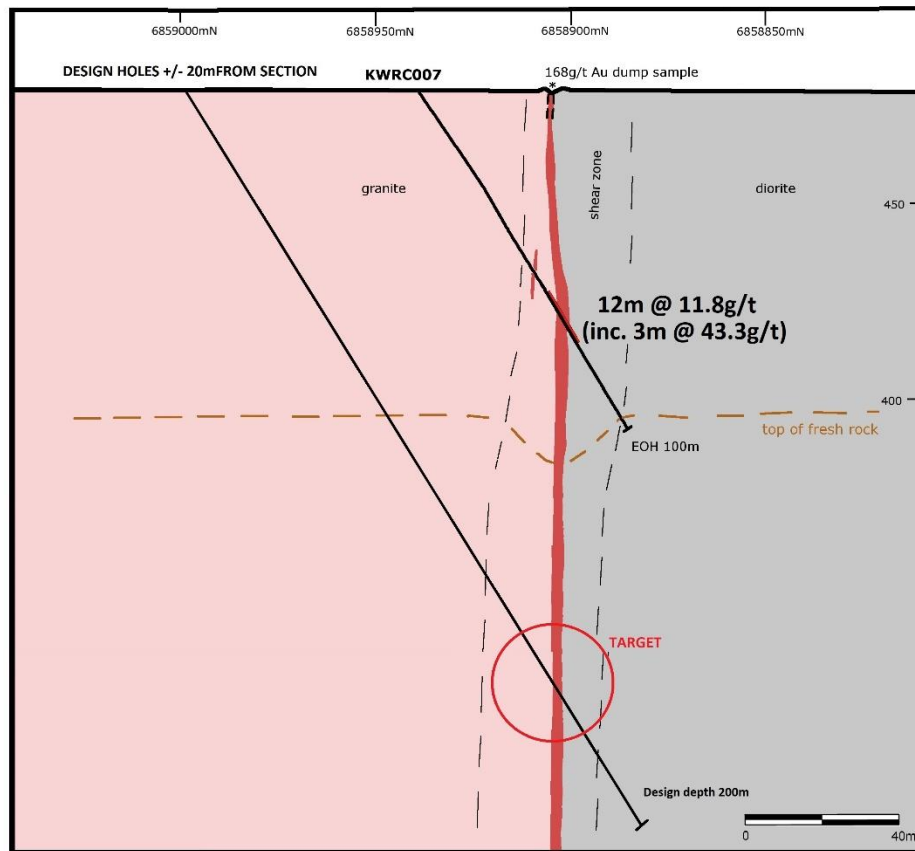 6859000mN 6858950mN 6858900mN 6858850mN
DESIGN HOLES +/- 20mFROM SECTION
KWRC007
168g/t Au dump sample
*
granite
shear zone
diorite
450
12m @ 11.8g/t
(inc. 3m @ 43.3g/t)
400
top of fresh rock
EOH 100m
TARGET
Design depth 200m
0 40m